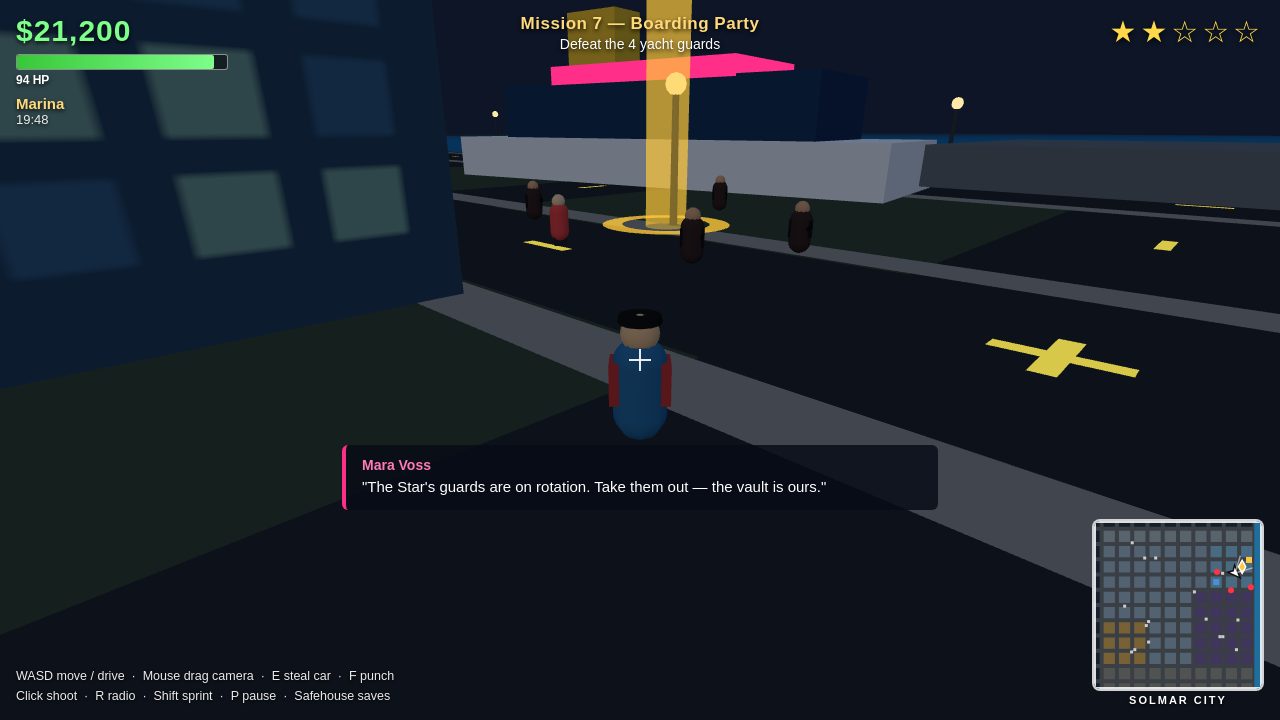 $21,200
94 HP
Marina
19:48
Mission 7 — Boarding Party
Defeat the 4 yacht guards
★★☆☆☆
Mara Voss
"The Star's guards are on rotation. Take them out — the vault is ours."
WASD move / drive · Mouse drag camera · E steal car · F punch
Click shoot · R radio · Shift sprint · P pause · Safehouse saves
SOLMAR CITY